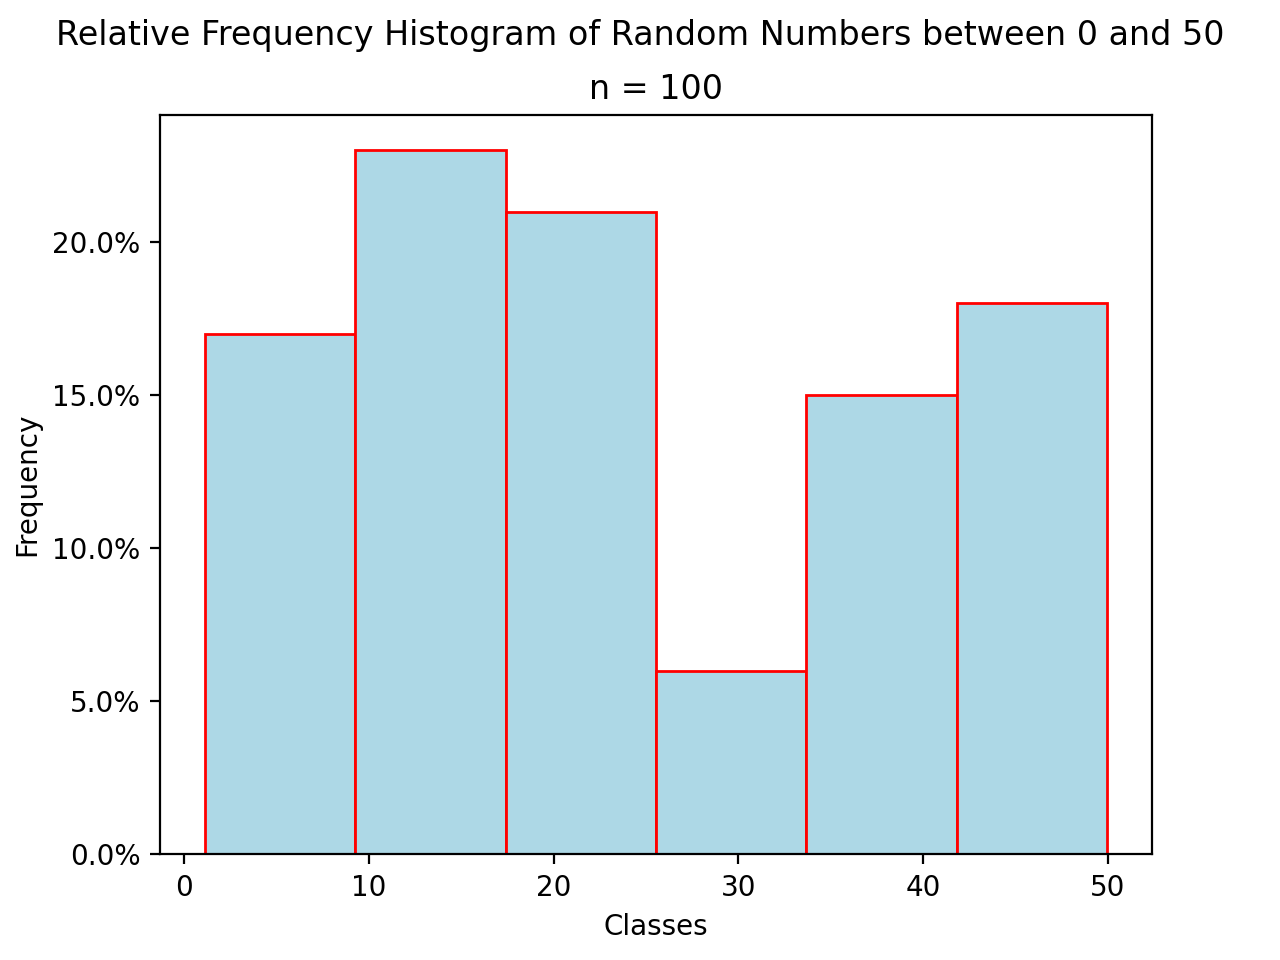 Relative Frequency Histogram of Random Numbers between 0 and 50
n = 100
20.0%
15.0%
10.0%
5.0%
0.0%
Frequency
0 10 20 30 40 50
Classes